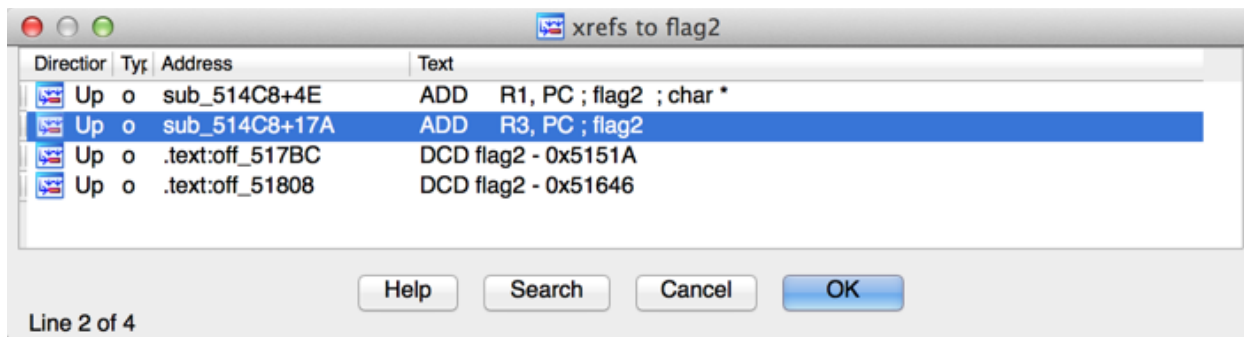 xrefs to flag2
Direction Typ Address Text
Up o sub_514C8+4E ADD R1, PC ; flag2 ; char *
Up o sub_514C8+17A ADD R3, PC ; flag2
Up o .text:off_517BC DCD flag2 - 0x5151A
Up o .text:off_51808 DCD flag2 - 0x51646
Help Search Cancel OK
Line 2 of 4